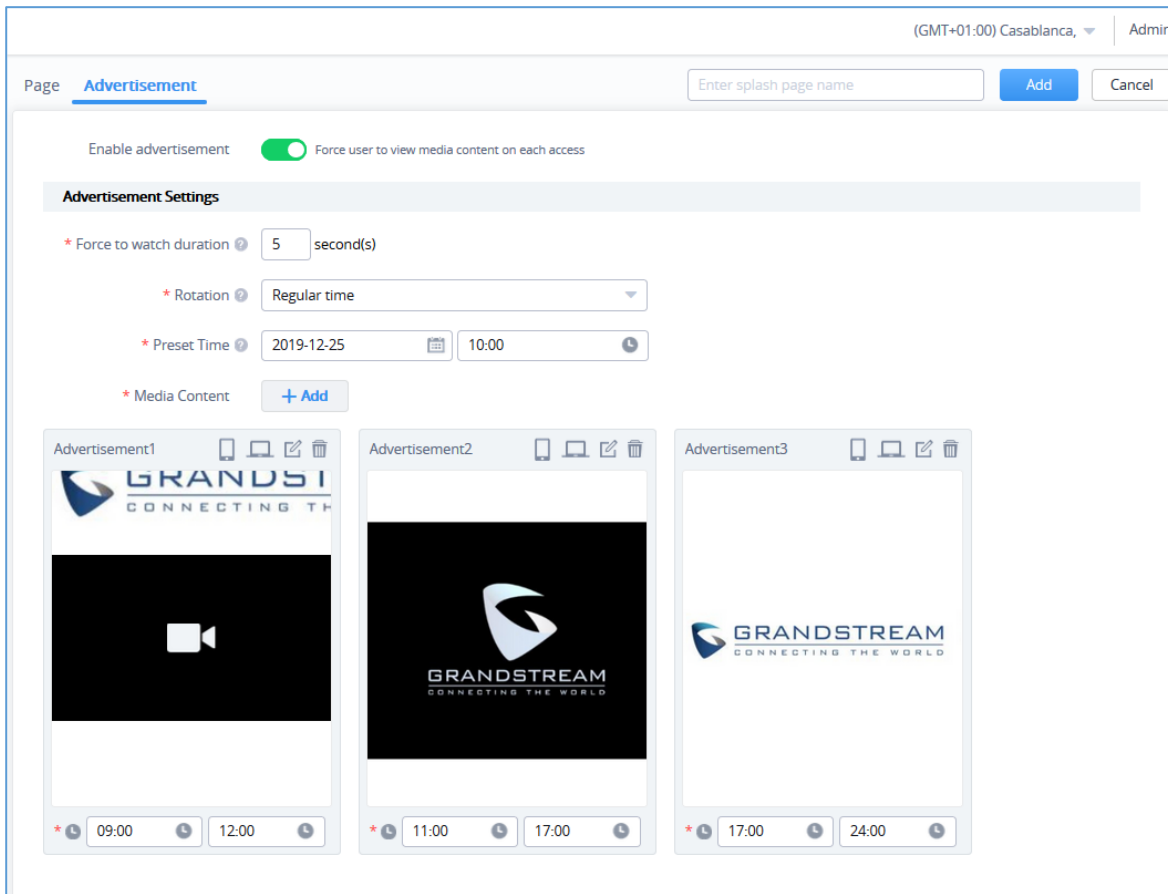 (GMT+01:00) Casablanca,
Admin
Page Advertisement
Enter splash page name
Add Cancel
Enable advertisement Force user to view media content on each access
Advertisement Settings
* Force to watch duration ? 5 second(s)
* Rotation ? Regular time
* Preset Time ? 2019-12-25 10:00
* Media Content + Add
Advertisement1 Advertisement2 Advertisement3
CONNECTING TH
GRANDSTREAM
CONNECTING THE WORLD
GRANDSTREAM
CONNECTING THE WORLD
* 09:00 12:00 * 11:00 17:00 * 17:00 24:00